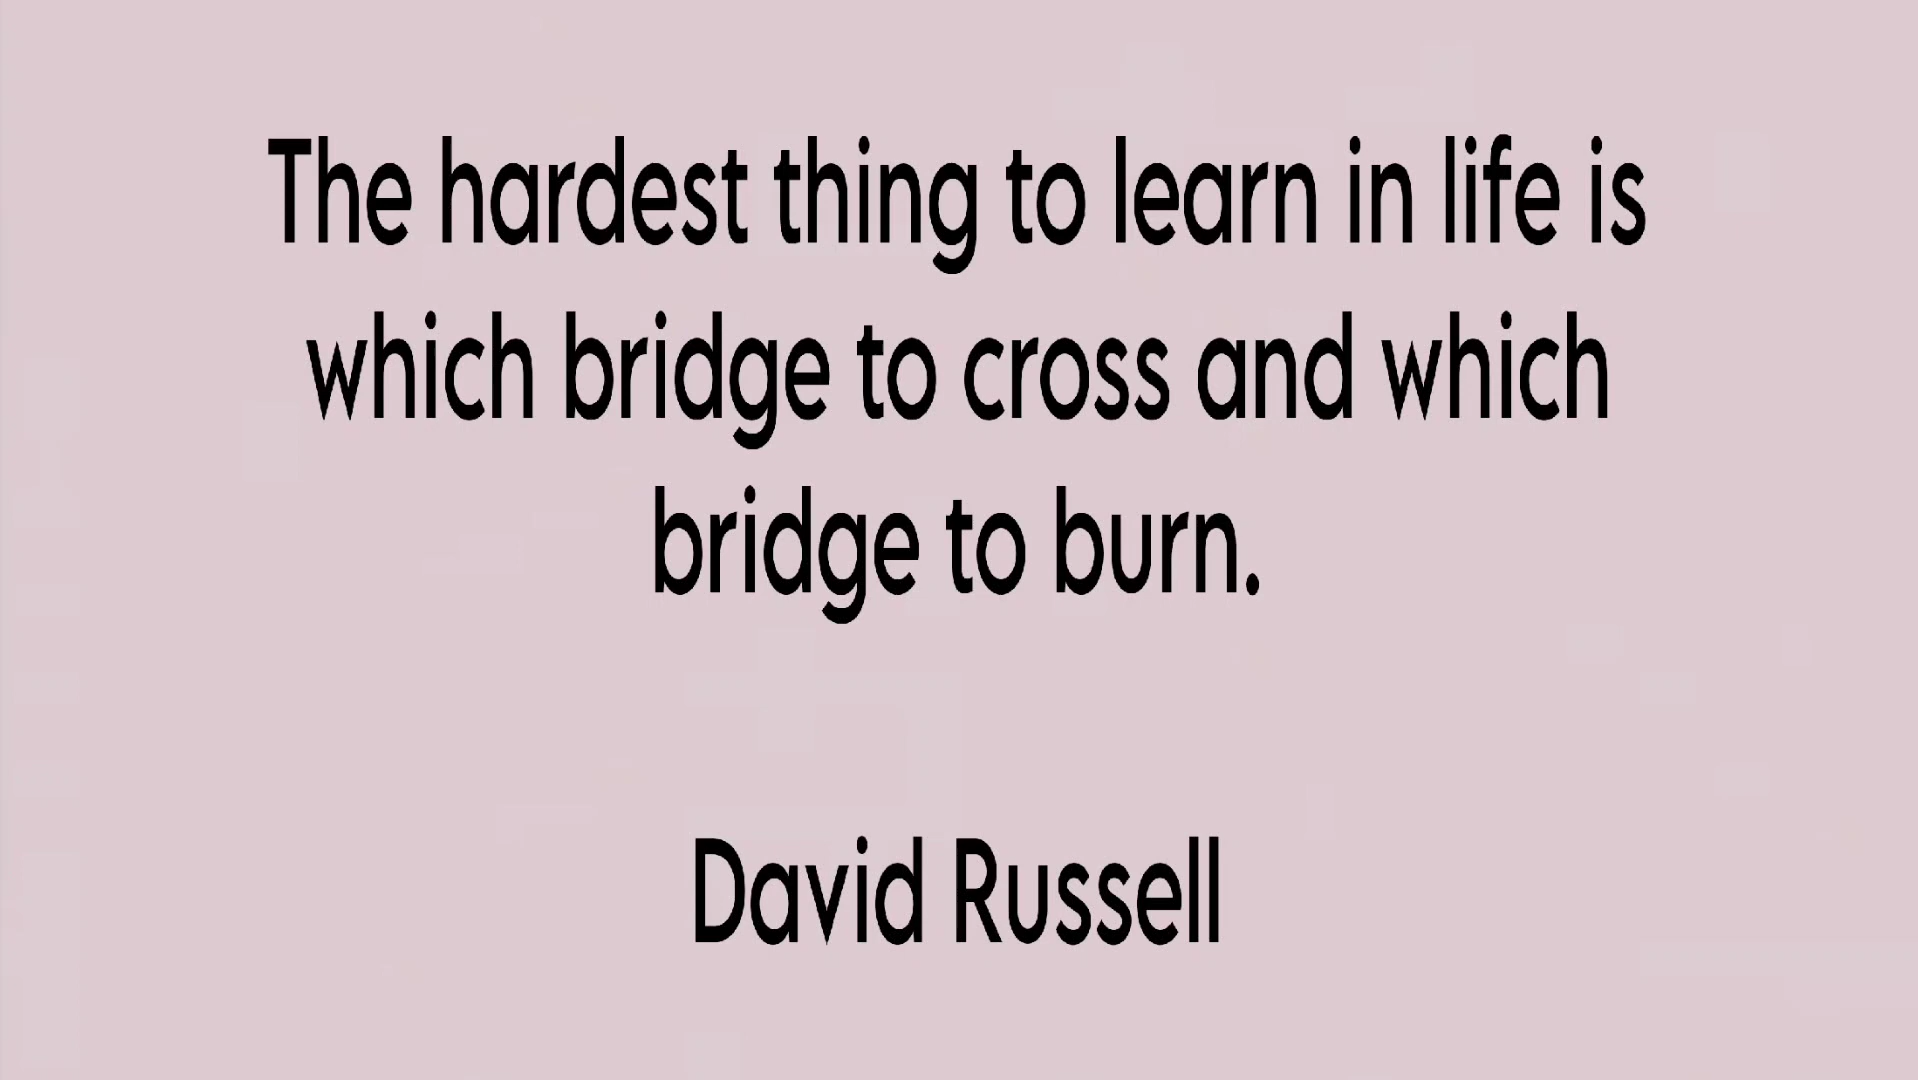 The hardest thing to learn in life is
which bridge to cross and which
bridge to burn.
David Russell